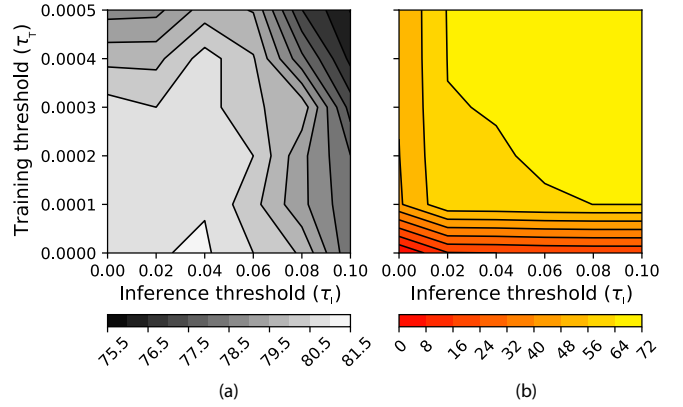 Training threshold (τT)
0.0005
0.0004
0.0003
0.0002
0.0001
0.0000
0.00 0.02 0.04 0.06 0.08 0.10
Inference threshold (τI)
75.5 76.5 77.5 78.5 79.5 80.5 81.5
(a)
0.00 0.02 0.04 0.06 0.08 0.10
Inference threshold (τI)
0 8 16 24 32 40 48 56 64 72
(b)